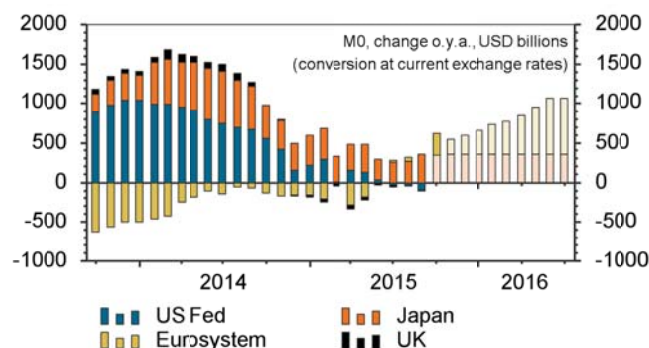 M0, change o.y.a., USD billions
(conversion at current exchange rates)
2000 2000
1500 1500
1000 1000
500 500
0 0
-500 -500
-1000 -1000
2014 2015 2016
US Fed Japan
Eurosystem UK